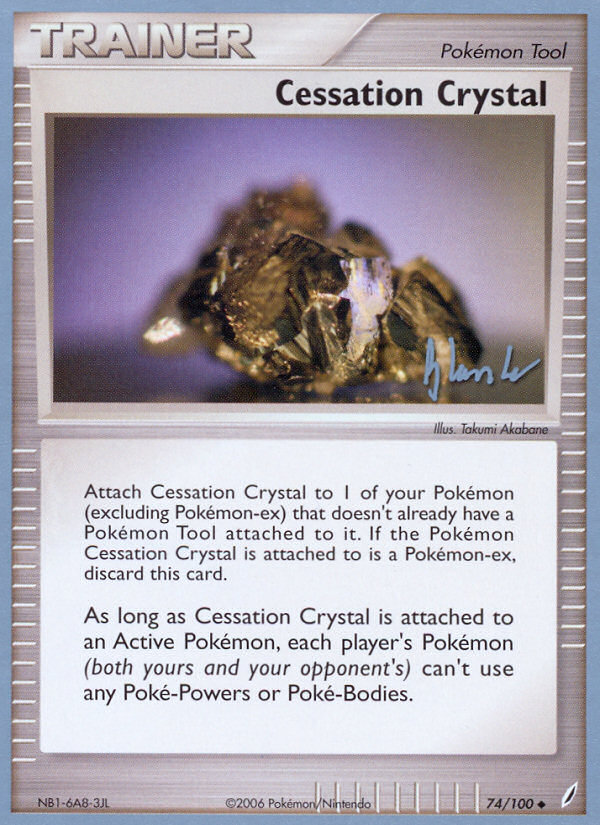 TRAINER
Pokémon Tool
Cessation Crystal
Illus. Takumi Akabane
Attach Cessation Crystal to 1 of your Pokémon
(excluding Pokémon-ex) that doesn't already have a
Pokémon Tool attached to it. If the Pokémon
Cessation Crystal is attached to is a Pokémon-ex,
discard this card.
As long as Cessation Crystal is attached to
an Active Pokémon, each player's Pokémon
(both yours and your opponent's) can't use
any Poké-Powers or Poké-Bodies.
NB1-6A8-3JL
©2006 Pokémon/Nintendo
74/100